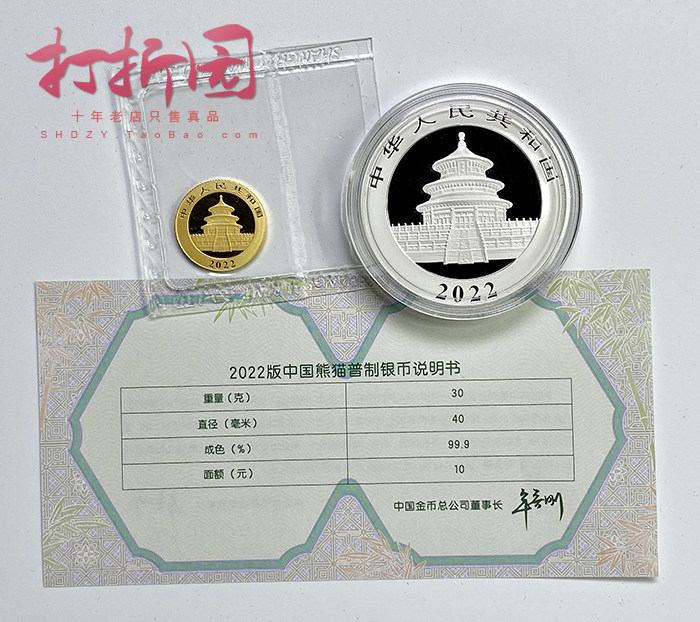 打折园
十年老店只售真品
SHDZY.TaoBao.com
中华人民共和国
2022
中华人民共和国
2022
2022版中国熊猫普制银币说明书
重量(克) 30
直径(毫米) 40
成色(%) 99.9
面额(元) 10
中国金币总公司董事长